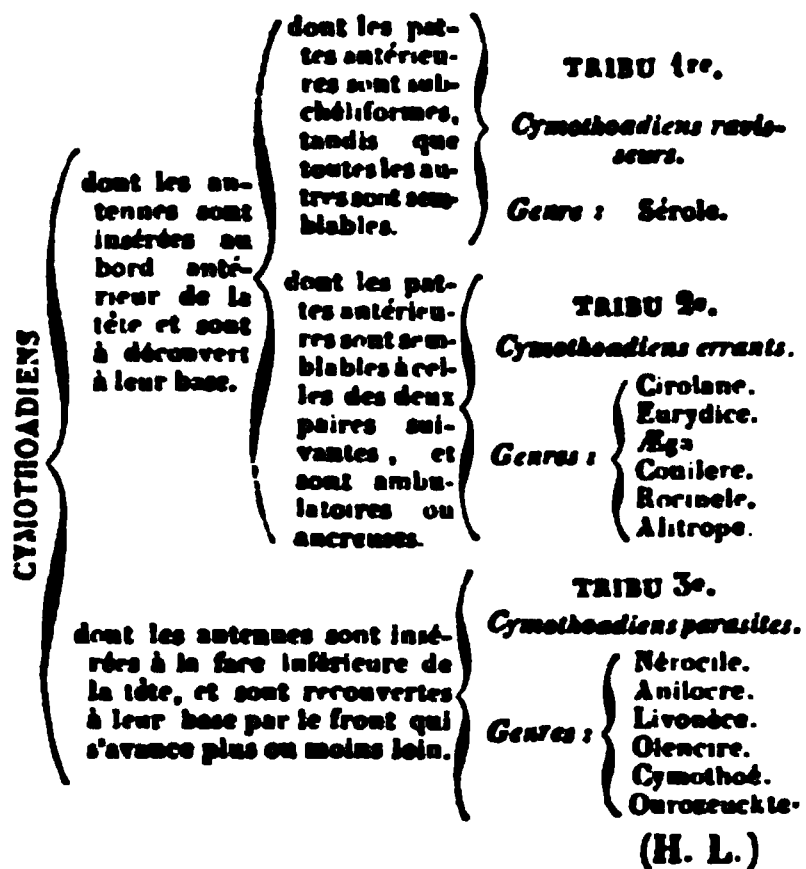 CYMOTHOADIENS
dont les an-
tennes sont
insérées au
bord anté-
rieur de la
tête et sont
à découvert
à leur base.
dont les pat-
tes antérieu-
res sont sub-
chéliformes,
tandis que
toutes les au-
tres sont sem-
blables.
TRIBU 1re.
Cymothoadiens ravis-
seurs.
Genre : Sérole.
dont les pat-
tes antérieu-
res sont sem-
blables à cel-
les des deux
paires sui-
vantes, et
sont ambu-
latoires ou
ancreuses.
TRIBU 2e.
Cymothoadiens errants.
Genres :
Cirolane.
Eurydice.
Æga
Conilere.
Rocinele.
Alitrope.
dont les antennes sont insé-
rées à la face inférieure de
la tête, et sont recouvertes
à leur base par le front qui
s'avance plus ou moins loin.
TRIBU 3e.
Cymothoadiens parasites.
Genres :
Nérocile.
Anilocre.
Livonèce.
Olencire.
Cymothoé.
Ourozeuckte.
(H. L.)